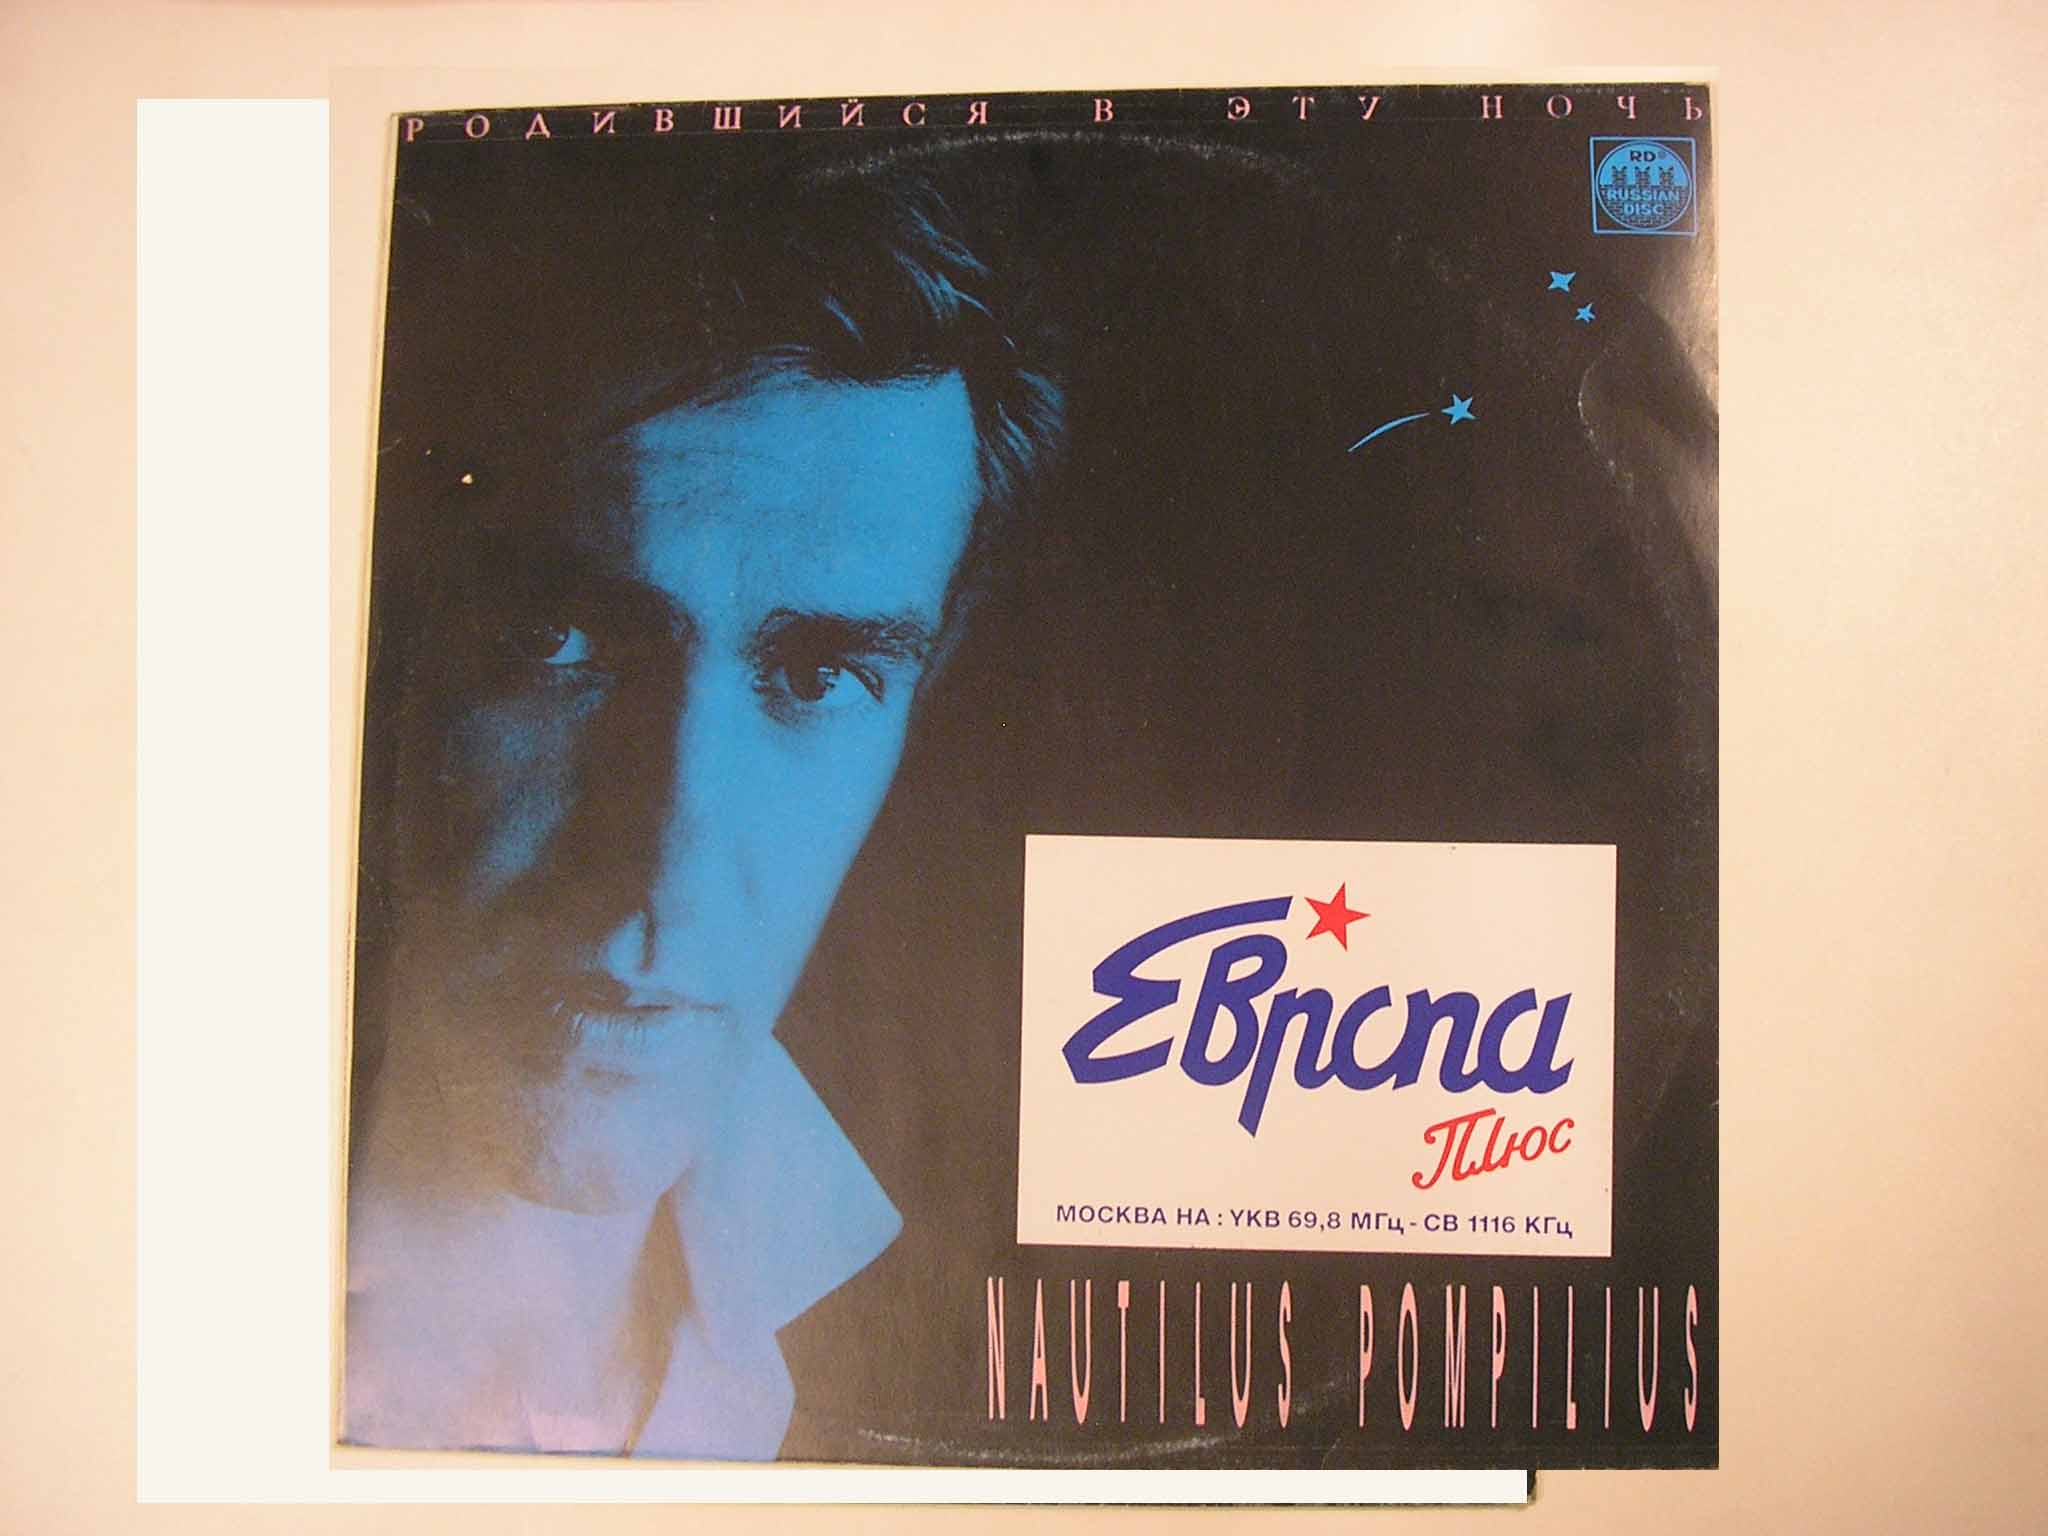 РОДИВШИЙСЯ В ЭТУ НОЧЬ
RD®
RUSSIAN
DISC
Европа
Плюс
МОСКВА НА : УКВ 69,8 МГц - СВ 1116 КГц
NAUTILUS POMPILIUS